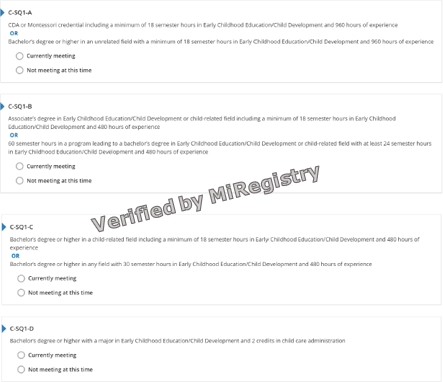 C-SQ1-A
CDA or Montessori credential including a minimum of 18 semester hours in Early Childhood Education/Child Development and 960 hours of experience
OR
Bachelor's degree or higher in an unrelated field with a minimum of 18 semester hours in Early Childhood Education/Child Development and 960 hours of experience
Currently meeting
Not meeting at this time
C-SQ1-B
Associate's degree in Early Childhood Education/Child Development or child-related field including a minimum of 18 semester hours in Early Childhood
Education/Child Development and 480 hours of experience
OR
60 semester hours in a program leading to a bachelor's degree in Early Childhood Education/Child Development or child-related field with at least 24 semester hours
in Early Childhood Education/Child Development and 480 hours of experience
Currently meeting
Not meeting at this time
Verified by MiRegistry
C-SQ1-C
Bachelor's degree or higher in a child-related field including a minimum of 18 semester hours in Early Childhood Education/Child Development and 480 hours of
experience
OR
Bachelor's degree or higher in any field with 30 semester hours in Early Childhood Education/Child Development and 480 hours of experience
Currently meeting
Not meeting at this time
C-SQ1-D
Bachelor's degree or higher with a major in Early Childhood Education/Child Development and 2 credits in child care administration
Currently meeting
Not meeting at this time